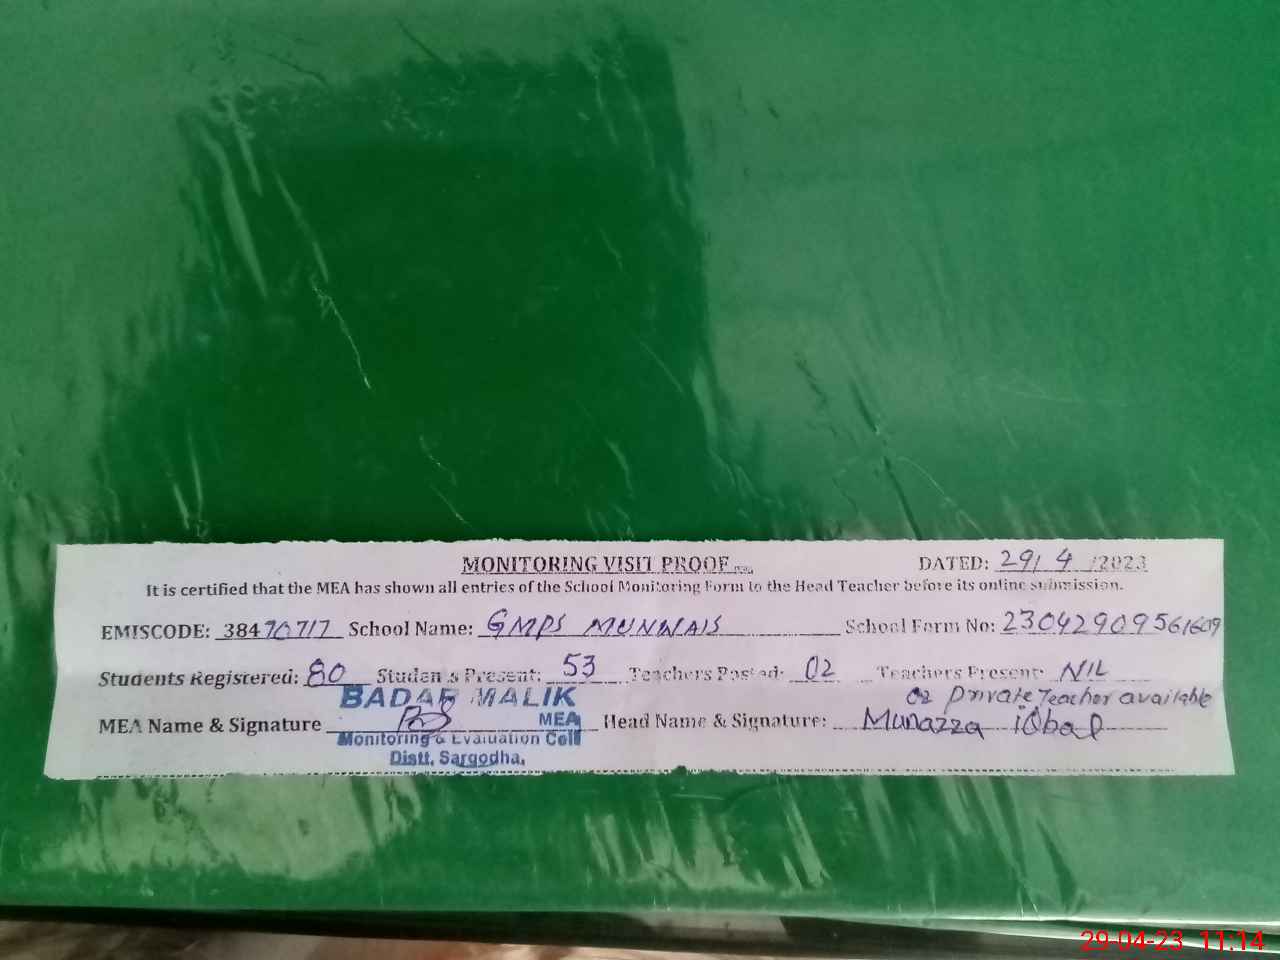 MONITORING VISIT PROOF DATED: 29/4/2023
It is certified that the MEA has shown all entries of the School Monitoring Form to the Head Teacher before its online submission.
EMISCODE: 38470717 School Name: GMPS MUNWAIS School Form No: 23042909561609
Students Registered: 80 Students Present: 53 Teachers Posted: 02 Teachers Present: NIL
02 Private Teacher available
BADAR MALIK
MEA Name & Signature MEA Head Name & Signature: Munazza iqbal
Monitoring & Evaluation Cell
Distt, Sargodha,
29-04-23 11:14